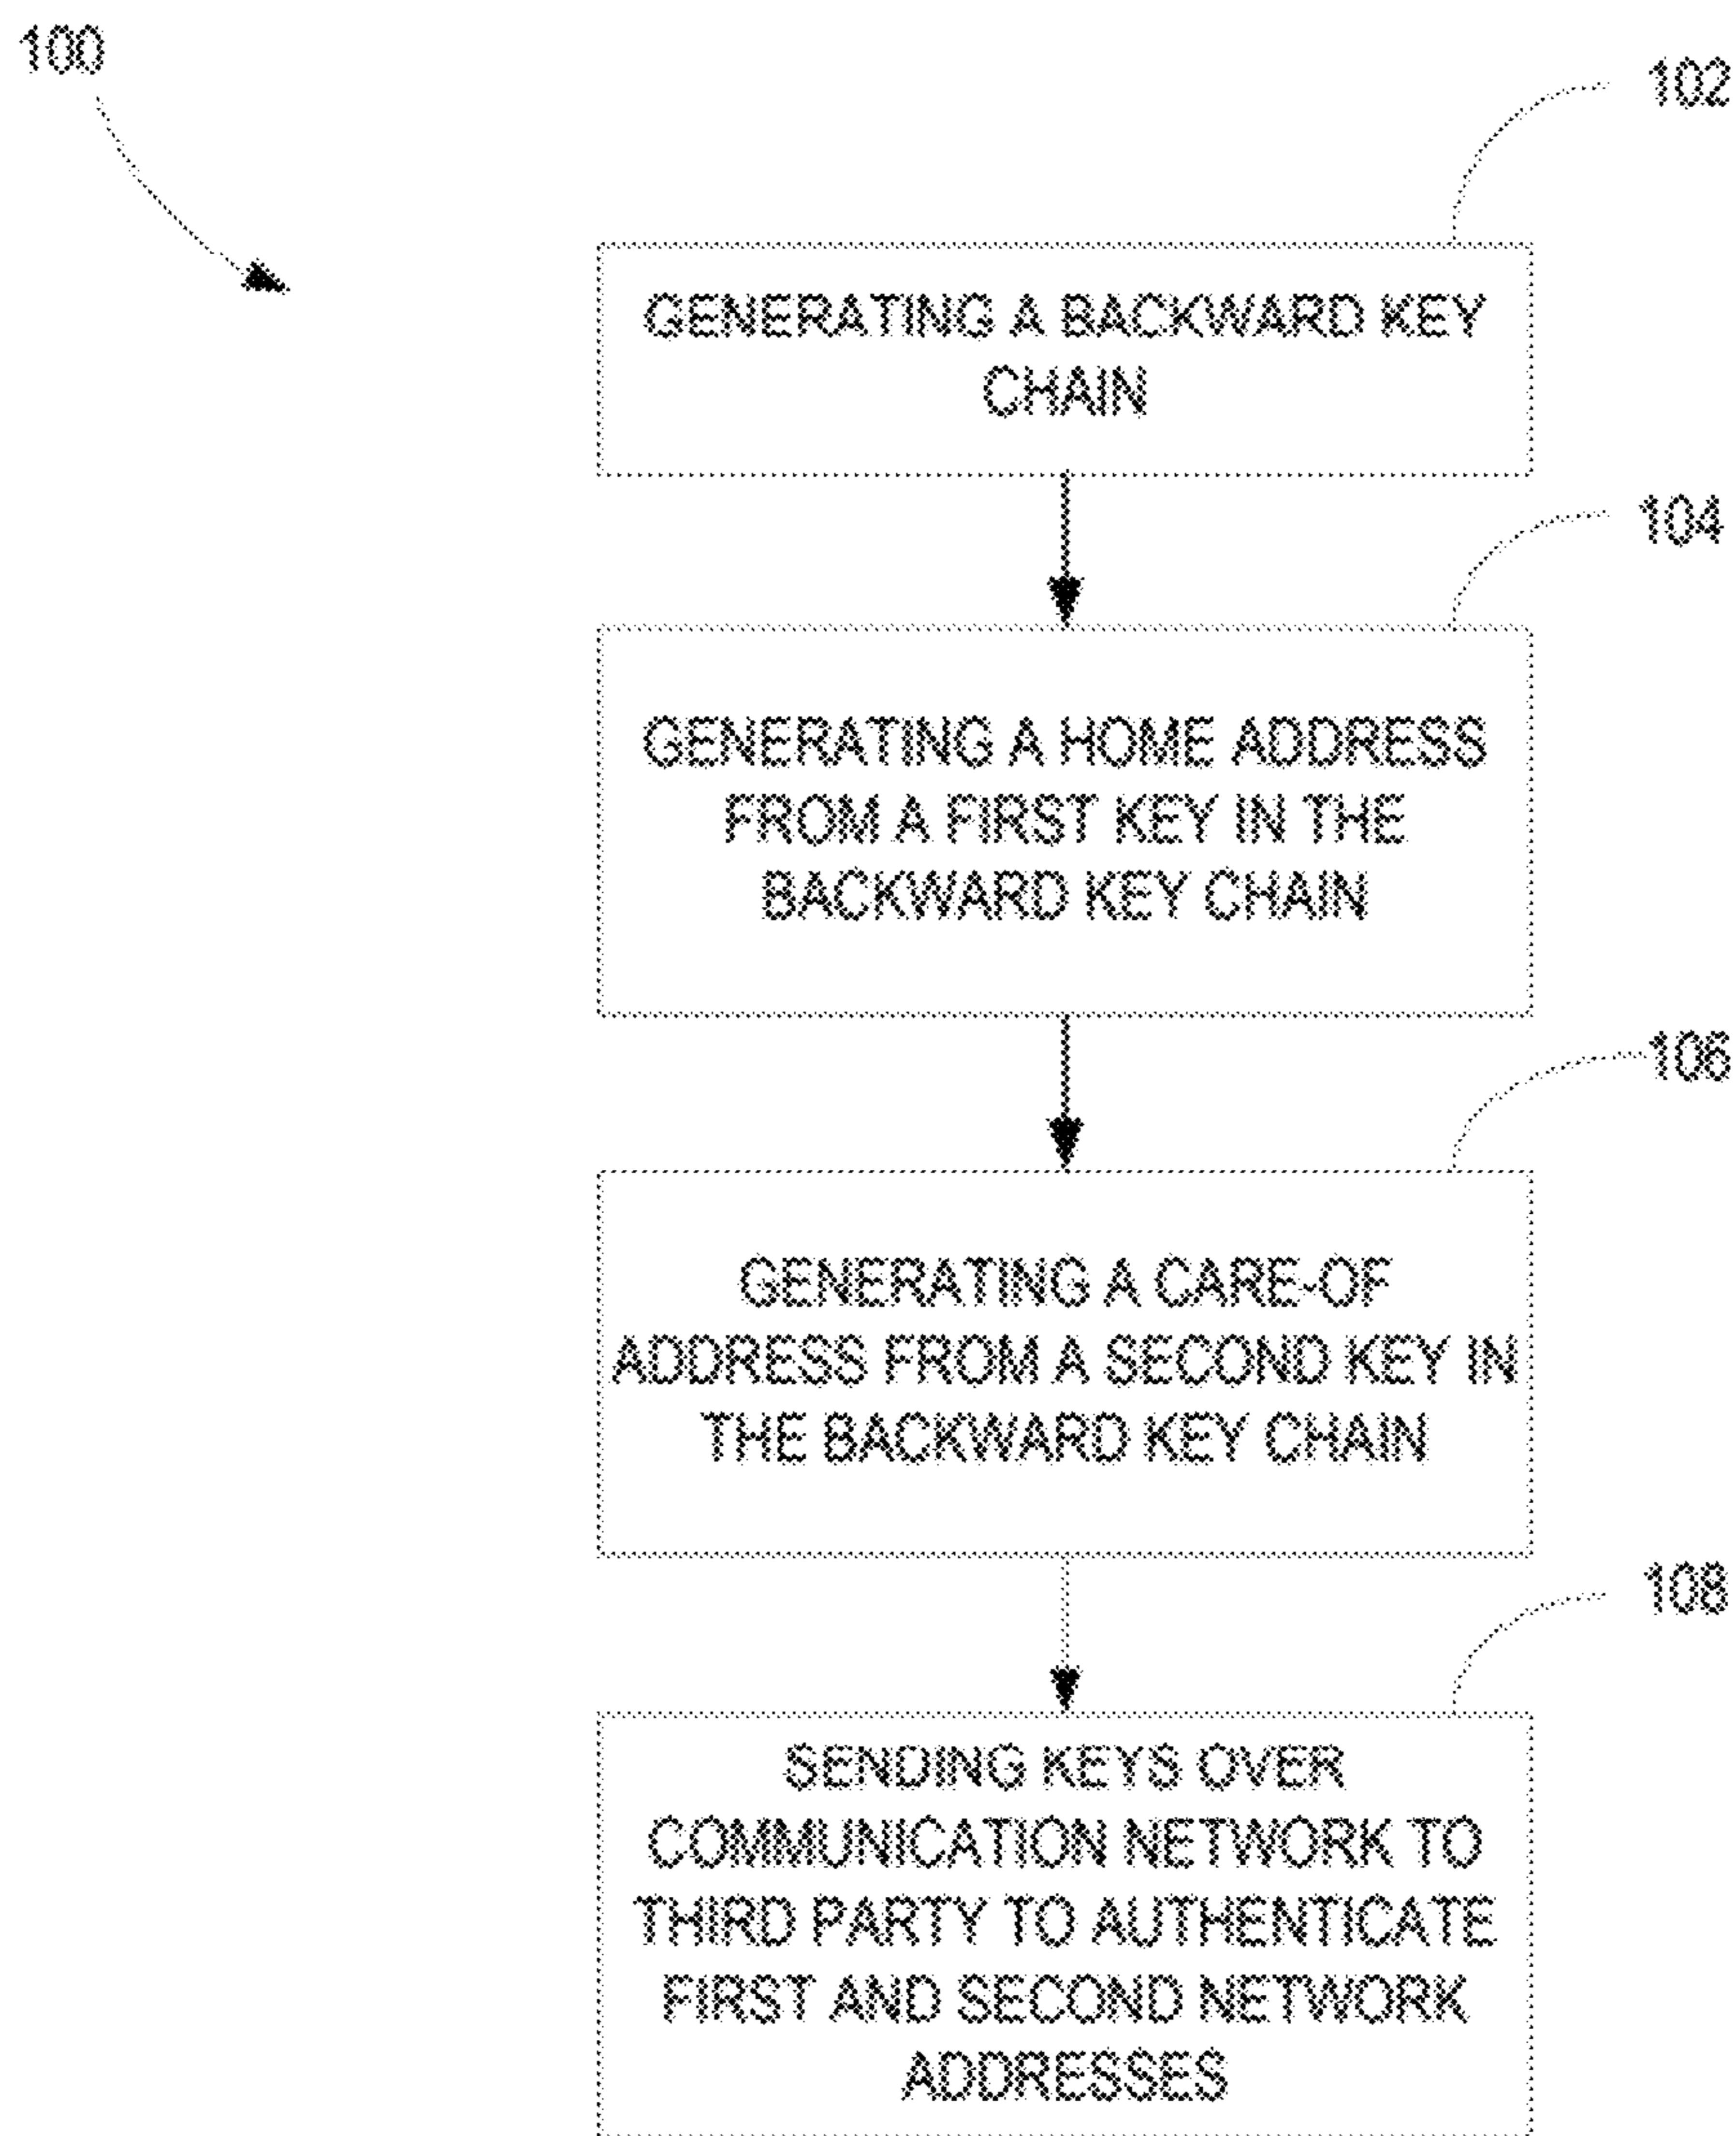 100
102
GENERATING A BACKWARD KEY
CHAIN
104
GENERATING A HOME ADDRESS
FROM A FIRST KEY IN THE
BACKWARD KEY CHAIN
106
GENERATING A CARE-OF
ADDRESS FROM A SECOND KEY IN
THE BACKWARD KEY CHAIN
108
SENDING KEYS OVER
COMMUNICATION NETWORK TO
THIRD PARTY TO AUTHENTICATE
FIRST AND SECOND NETWORK
ADDRESSES